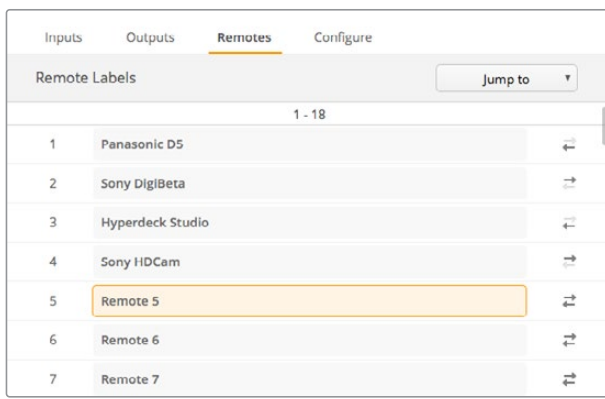 Inputs Outputs Remotes Configure
Remote Labels Jump to
1 - 18
1 Panasonic D5
2 Sony DigiBeta
3 Hyperdeck Studio
4 Sony HDCam
5 Remote 5
6 Remote 6
7 Remote 7